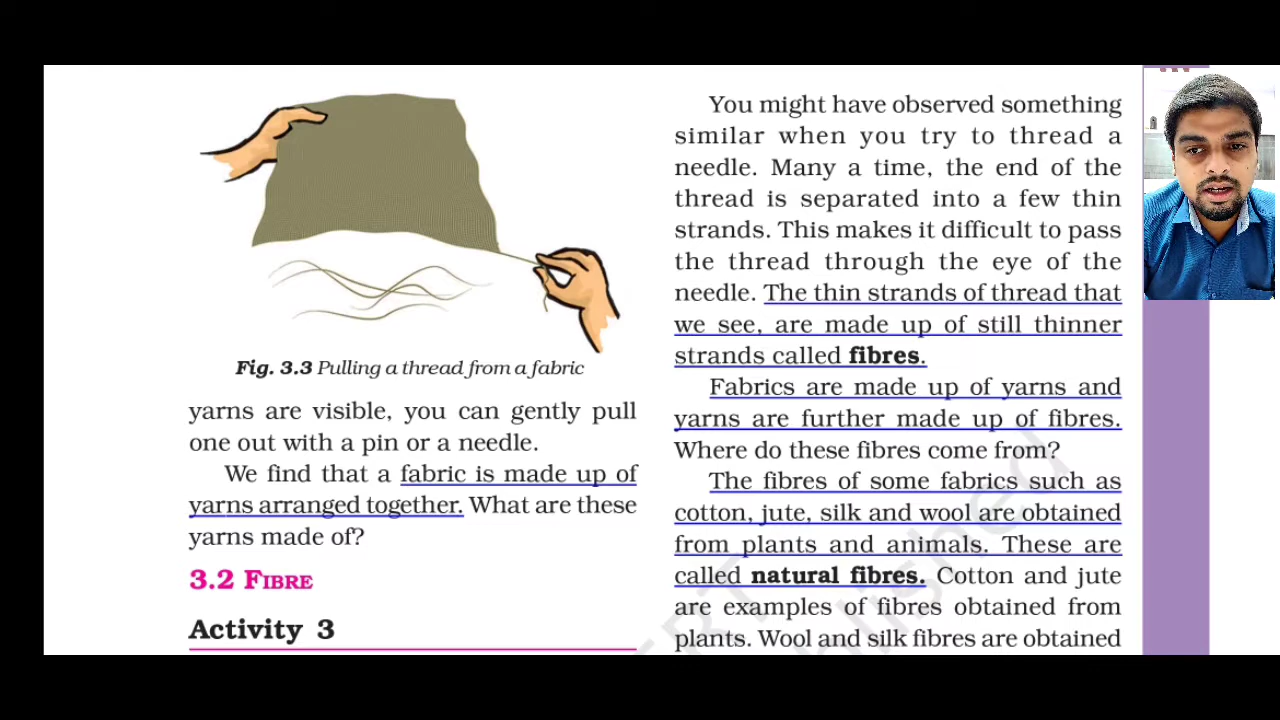 Fig. 3.3 Pulling a thread from a fabric
yarns are visible, you can gently pull
one out with a pin or a needle.
We find that a fabric is made up of
yarns arranged together. What are these
yarns made of?
3.2 FIBRE
Activity 3
You might have observed something
similar when you try to thread a
needle. Many a time, the end of the
thread is separated into a few thin
strands. This makes it difficult to pass
the thread through the eye of the
needle. The thin strands of thread that
we see, are made up of still thinner
strands called fibres.
Fabrics are made up of yarns and
yarns are further made up of fibres.
Where do these fibres come from?
The fibres of some fabrics such as
cotton, jute, silk and wool are obtained
from plants and animals. These are
called natural fibres. Cotton and jute
are examples of fibres obtained from
plants. Wool and silk fibres are obtained